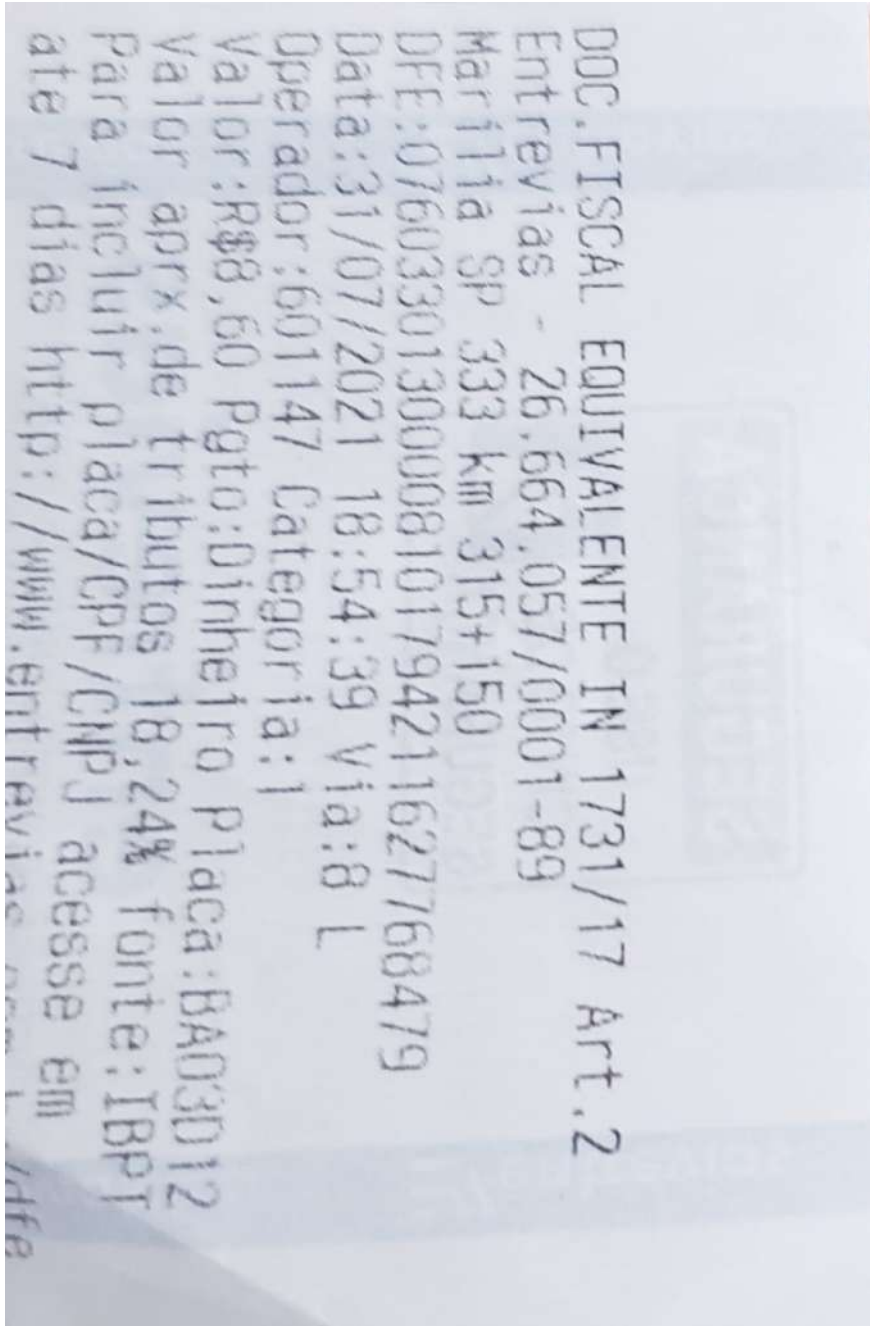 DOC.FISCAL EQUIVALENTE IN 1731/17 Art.2
Entrevias - 26.664.057/0001-89
Marilia SP 333 km 315+150
DFE:0760330130000810179421162776 8479
Data:31/07/2021 18:54:39 Via:8 L
Operador:601147 Categoria:1
Valor:R$8,60 Pgto:Dinheiro Placa:BAO3D12
Valor aprx.de tributos 18,24% fonte:IBPT
Para incluir placa/CPF/CNPJ acesse em
ate 7 dias http://www.entrevias